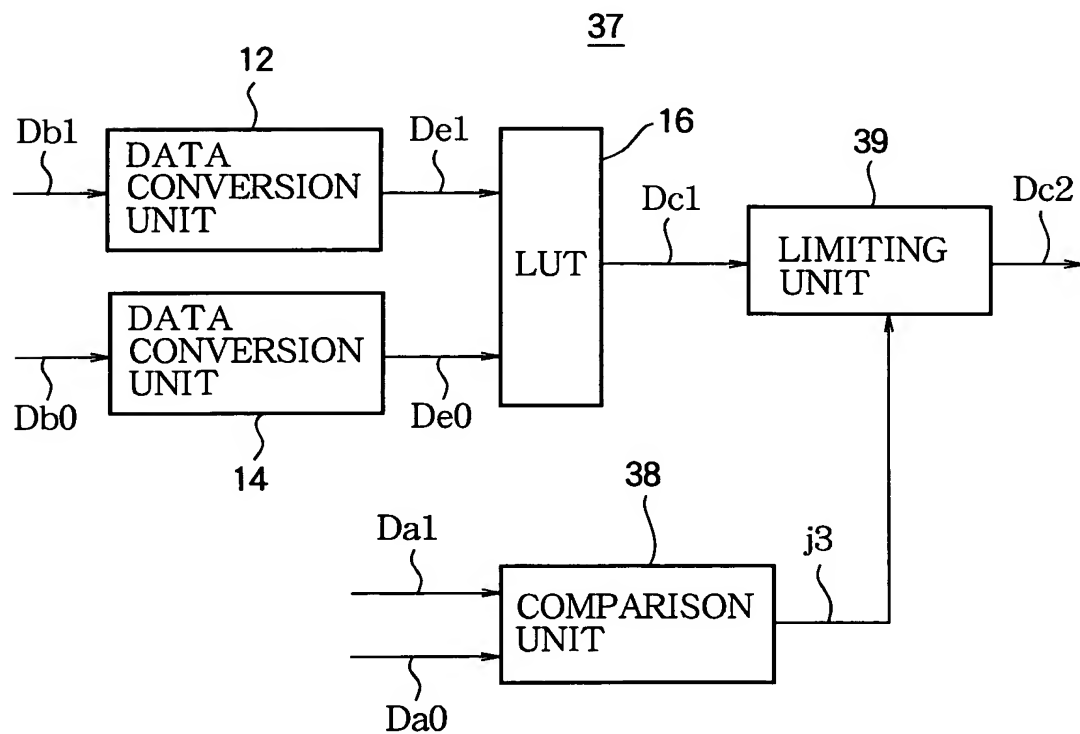 37
12
Db1
DATA
CONVERSION
UNIT
De1
16
LUT
Dc1
39
LIMITING
UNIT
Dc2
Db0
DATA
CONVERSION
UNIT
De0
14
38
Da1
COMPARISON
UNIT
j3
Da0